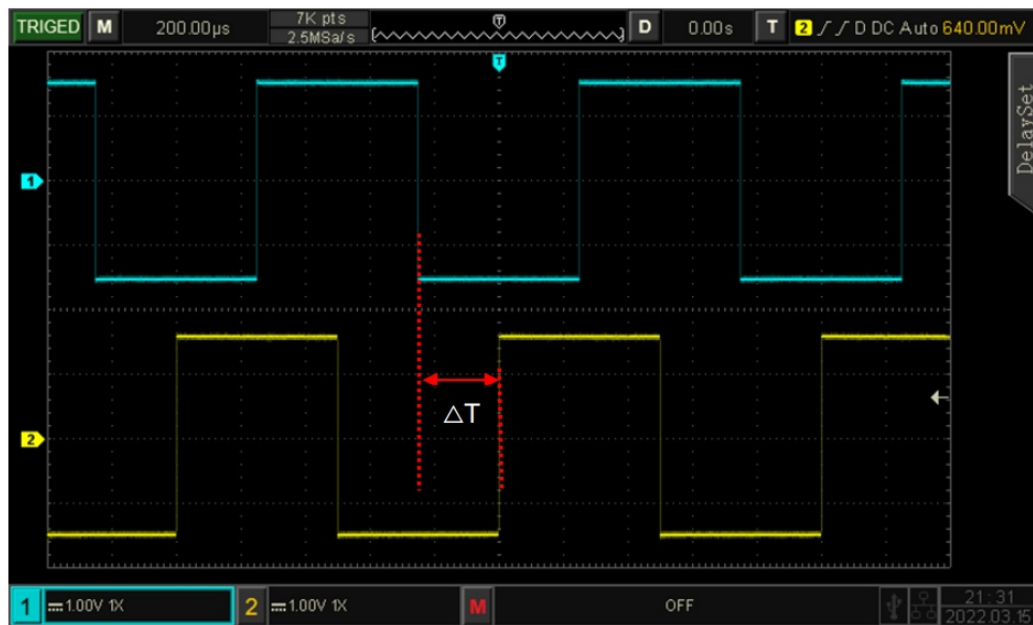 TRIGED M 200.00µs 7K pts D 0.00s T 2 D DC Auto 640.00mV
2.5MSa/s
T
T
DelaySet
1
△T
2
1 1.00V 1X 2 1.00V 1X M OFF 21:31
2022.03.15